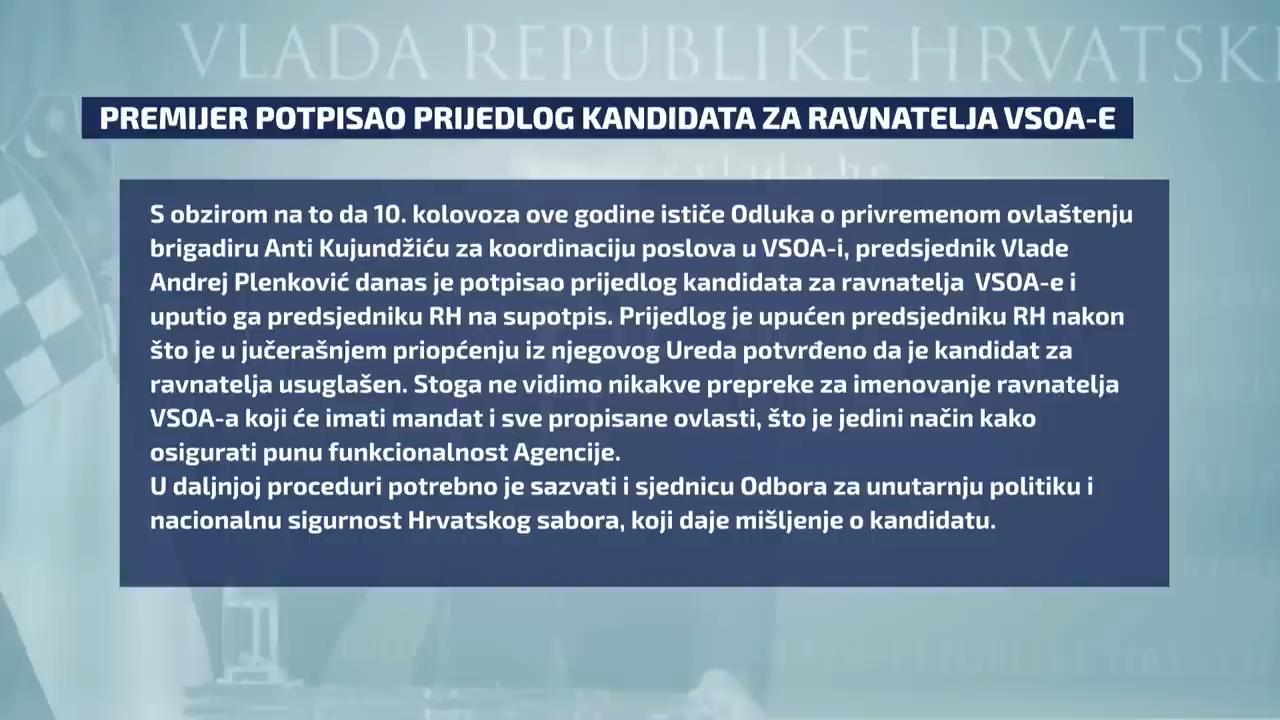 VLADA REPUBLIKE HRVATSK
PREMIJER POTPISAO PRIJEDLOG KANDIDATA ZA RAVNATELJA VSOA-E
vlada.hr
S obzirom na to da 10. kolovoza ove godine ističe Odluka o privremenom ovlaštenju
brigadiru Anti Kujundžiću za koordinaciju poslova u VSOA-i, predsjednik Vlade
Andrej Plenković danas je potpisao prijedlog kandidata za ravnatelja VSOA-e i
uputio ga predsjedniku RH na supotpis. Prijedlog je upućen predsjedniku RH nakon
što je u jučerašnjem priopćenju iz njegovog Ureda potvrđeno da je kandidat za
ravnatelja usuglašen. Stoga ne vidimo nikakve prepreke za imenovanje ravnatelja
VSOA-a koji će imati mandat i sve propisane ovlasti, što je jedini način kako
osigurati punu funkcionalnost Agencije.
U daljnjoj proceduri potrebno je sazvati i sjednicu Odbora za unutarnju politiku i
nacionalnu sigurnost Hrvatskog sabora, koji daje mišljenje o kandidatu.